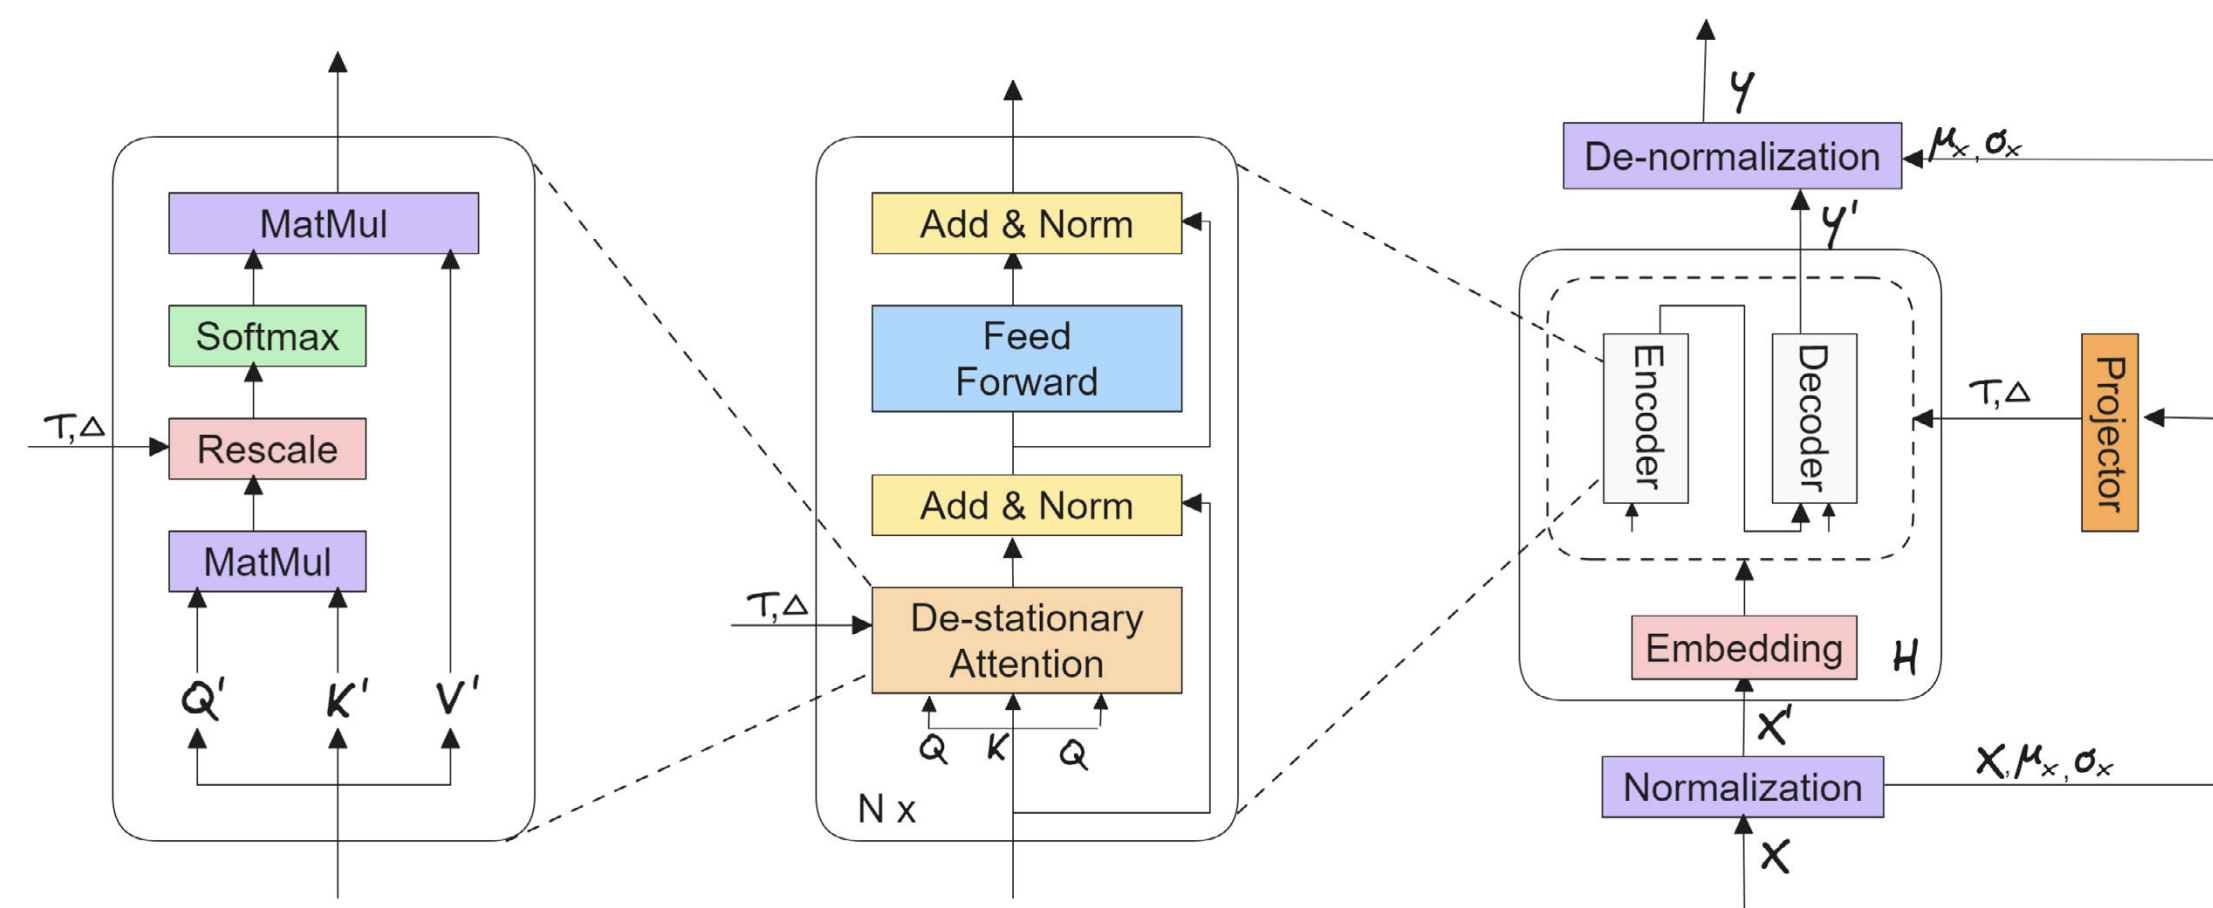 MatMul
Softmax
T,Δ
Rescale
MatMul
Q' K' V'
Add & Norm
Feed
Forward
Add & Norm
T,Δ
De-stationary
Attention
Q K Q
N x
y
De-normalization
μx, σx
y'
Encoder
Decoder
T,Δ
Projector
Embedding
H
x'
Normalization
x, μx, σx
x